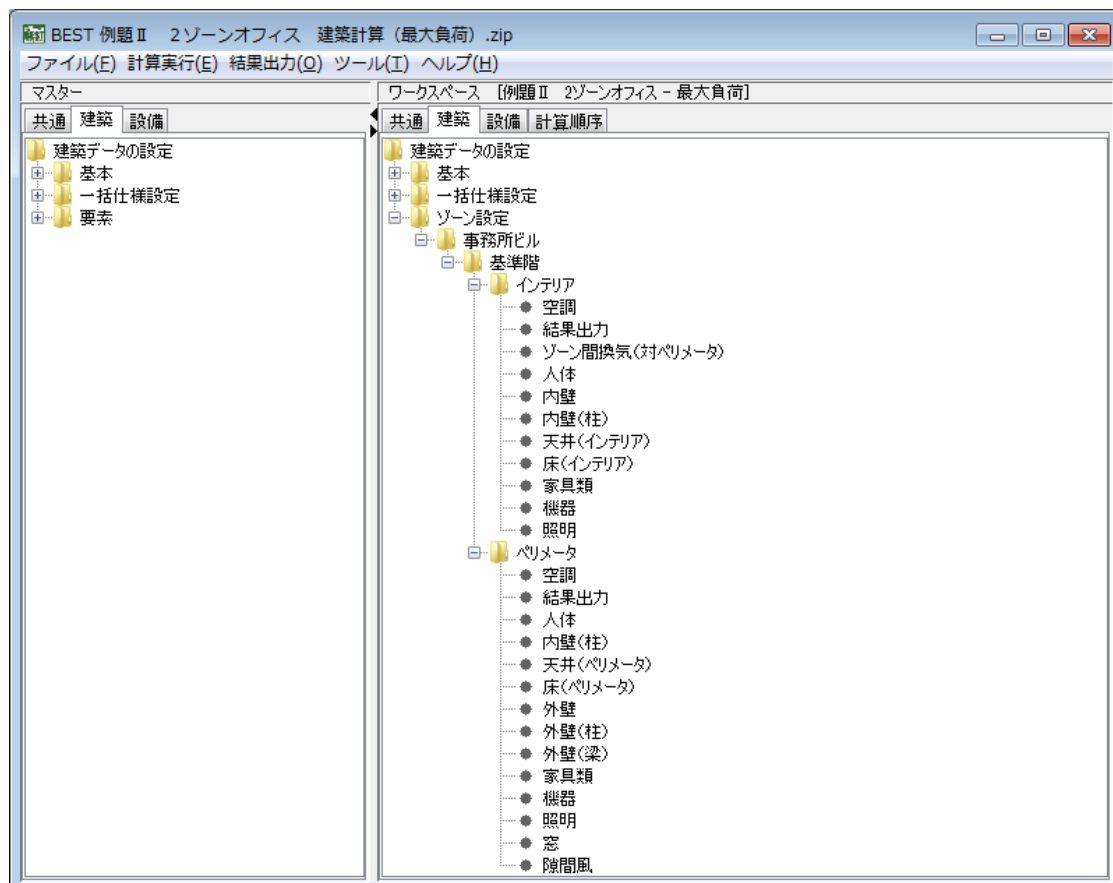 BEST 例題Ⅱ 2ゾーンオフィス 建築計算（最大負荷）.zip
ファイル(F) 計算実行(E) 結果出力(O) ツール(T) ヘルプ(H)
マスター
共通 建築 設備
建築データの設定
基本
一括仕様設定
要素
ワークスペース [例題Ⅱ 2ゾーンオフィス - 最大負荷]
共通 建築 設備 計算順序
建築データの設定
基本
一括仕様設定
ゾーン設定
事務所ビル
基準階
インテリア
空調
結果出力
ゾーン間換気(対ペリメータ)
人体
内壁
内壁(柱)
天井(インテリア)
床(インテリア)
家具類
機器
照明
ペリメータ
空調
結果出力
人体
内壁(柱)
天井(ペリメータ)
床(ペリメータ)
外壁
外壁(柱)
外壁(梁)
家具類
機器
照明
窓
隙間風